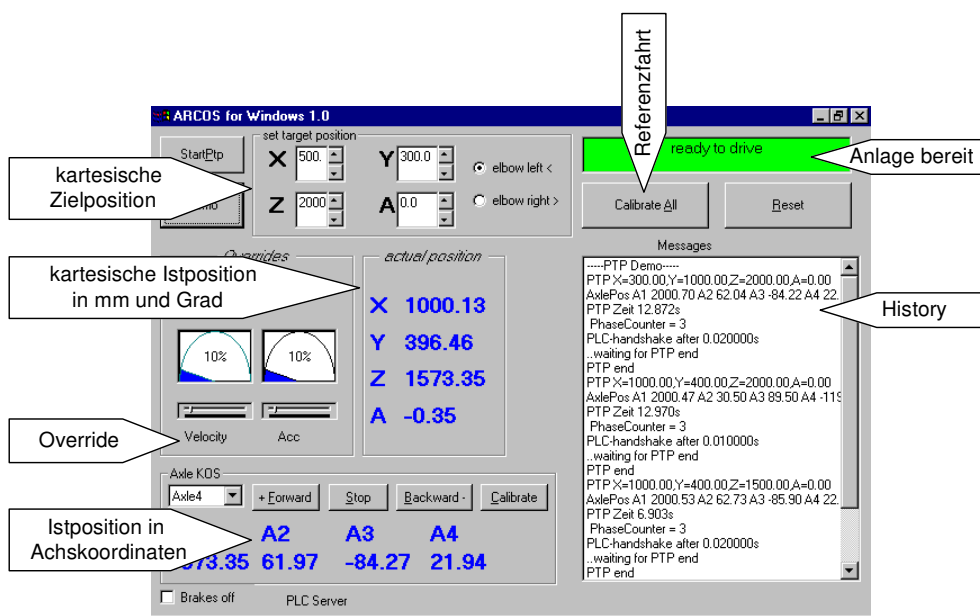 Referenzfahrt
ARCOS for Windows 1.0
StartPtp
set target position
X 500. Y 300.0
elbow left <
Z 2000 A 0.0
elbow right >
ready to drive
Anlage bereit
kartesische
Zielposition
Calibrate All
Reset
Overrides
actual position
Messages
kartesische Istposition
in mm und Grad
X 1000.13
Y 396.46
Z 1573.35
A -0.35
10%
10%
Velocity
Acc
Override
-----PTP Demo-----
PTP X=300.00,Y=1000.00,Z=2000.00,A=0.00
AxlePos A1 2000.70 A2 62.04 A3 -84.22 A4 22.
PTP Zeit 12.872s
PhaseCounter = 3
PLC-handshake after 0.020000s
..waiting for PTP end
PTP end
PTP X=1000.00,Y=400.00,Z=2000.00,A=0.00
AxlePos A1 2000.47 A2 30.50 A3 89.50 A4 -119
PTP Zeit 12.970s
PhaseCounter = 3
PLC-handshake after 0.010000s
..waiting for PTP end
PTP end
PTP X=1000.00,Y=400.00,Z=1500.00,A=0.00
AxlePos A1 2000.53 A2 62.73 A3 -85.90 A4 22.
PTP Zeit 6.903s
PhaseCounter = 3
PLC-handshake after 0.020000s
..waiting for PTP end
PTP end
History
Axle KOS
Axle4
+ Forward
Stop
Backward -
Calibrate
Istposition in
Achskoordinaten
A2 A3 A4
73.35 61.97 -84.27 21.94
Brakes off
PLC Server